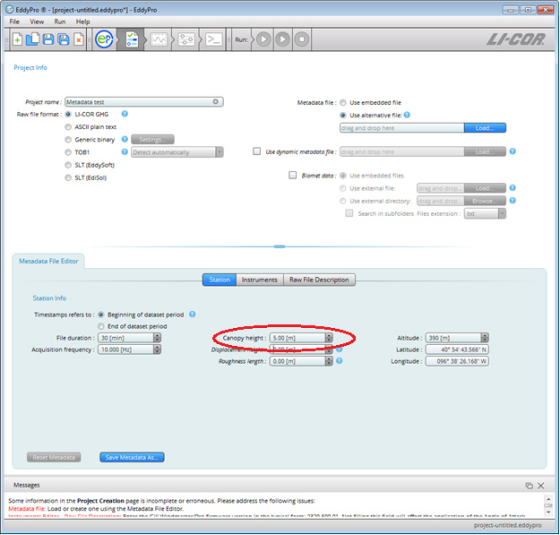 EddyPro ® - [project-untitled.eddypro*] - EddyPro
File View Run Help
Run:
LI-COR
Project Info
Project name : Metadata test
Raw file format : LI-COR GHG
ASCII plain text
Generic binary Settings...
TOB1 Detect automatically
SLT (EddySoft)
SLT (EdiSol)
Metadata file : Use embedded file
Use alternative file:
drag and drop here Load...
Use dynamic metadata file : drag and drop here Load...
Biomet data : Use embedded files
Use external file: drag and drop... Load...
Use external directory: drag and drop... Browse...
Search in subfolders Files extension : .txt
Metadata File Editor
Station Instruments Raw File Description
Station Info
Timestamps refers to : Beginning of dataset period
End of dataset period
File duration : 30 [min] Canopy height : 5.00 [m] Altitude : 390 [m]
Acquisition frequency : 10.000 [Hz] Displacement height : [m] Latitude : 40° 54' 43.566" N
Roughness length : 0.00 [m] Longitude : 096° 38' 26.168' W
Reset Metadata Save Metadata As...
Messages
Some information in the Project Creation page is incomplete or erroneous. Please address the following issues:
Metadata file: Load or create one using the Metadata File Editor.
project-untitled.eddypro